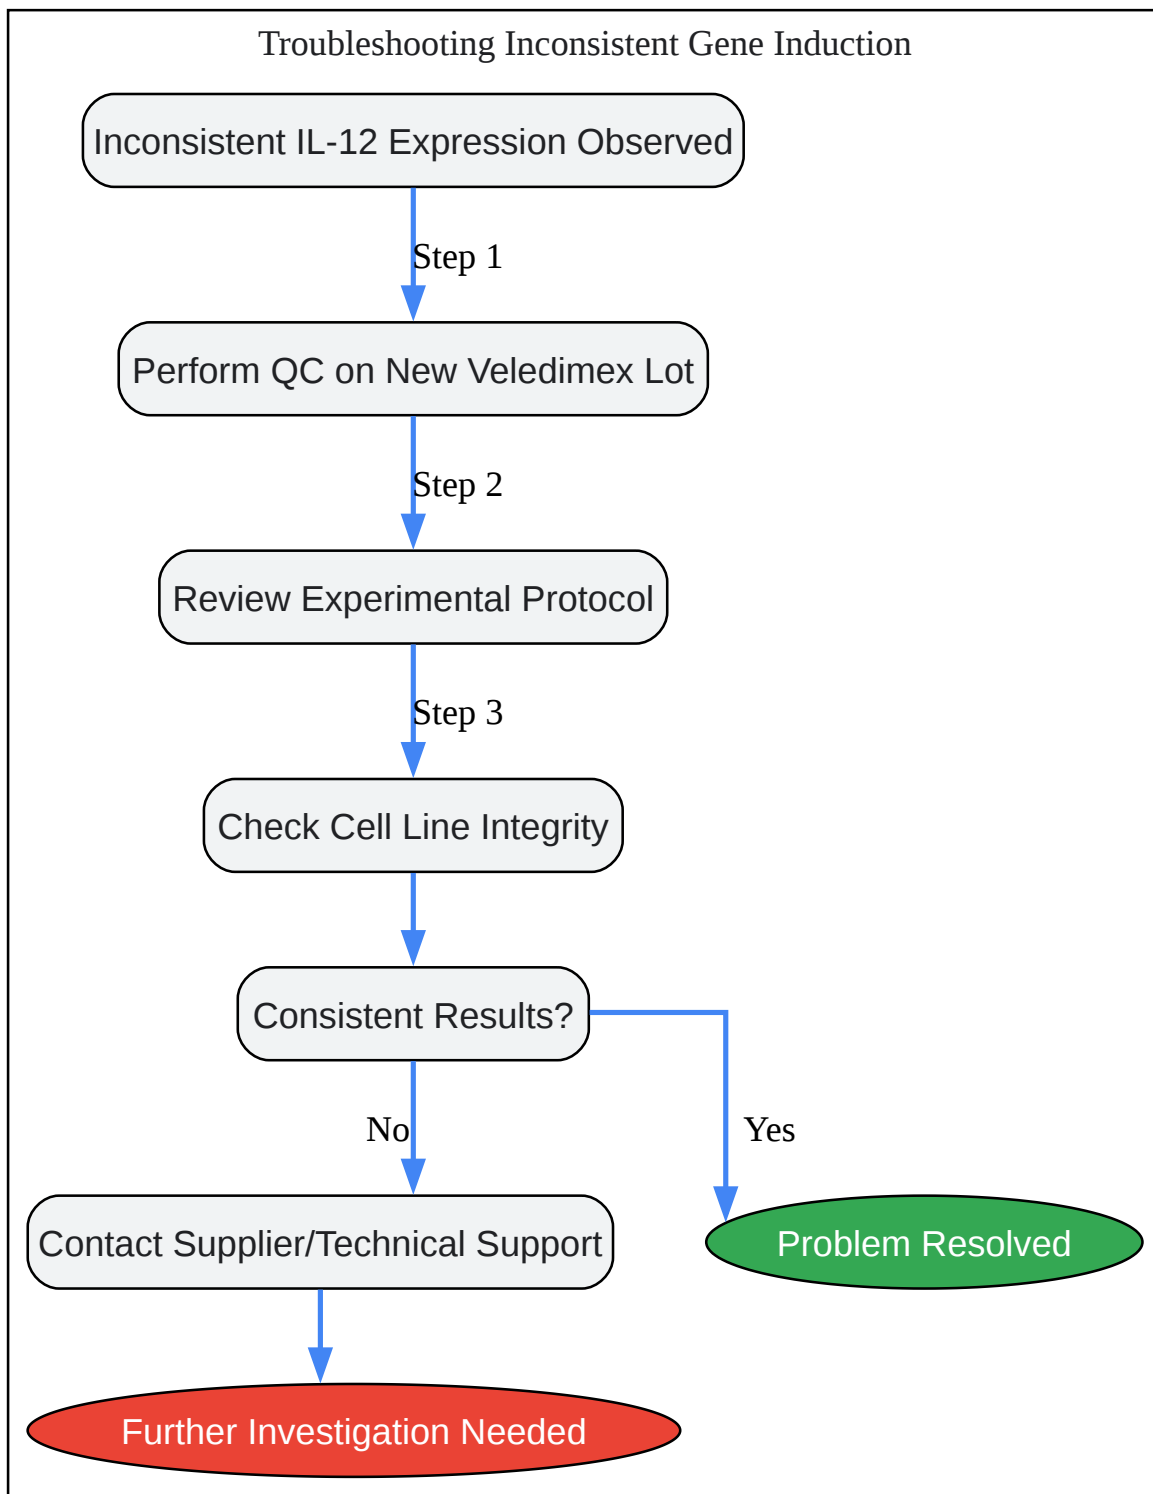 Troubleshooting Inconsistent Gene Induction
Inconsistent IL-12 Expression Observed
Step 1
Perform QC on New Veledimex Lot
Step 2
Review Experimental Protocol
Step 3
Check Cell Line Integrity
Consistent Results?
No
Yes
Contact Supplier/Technical Support
Problem Resolved
Further Investigation Needed